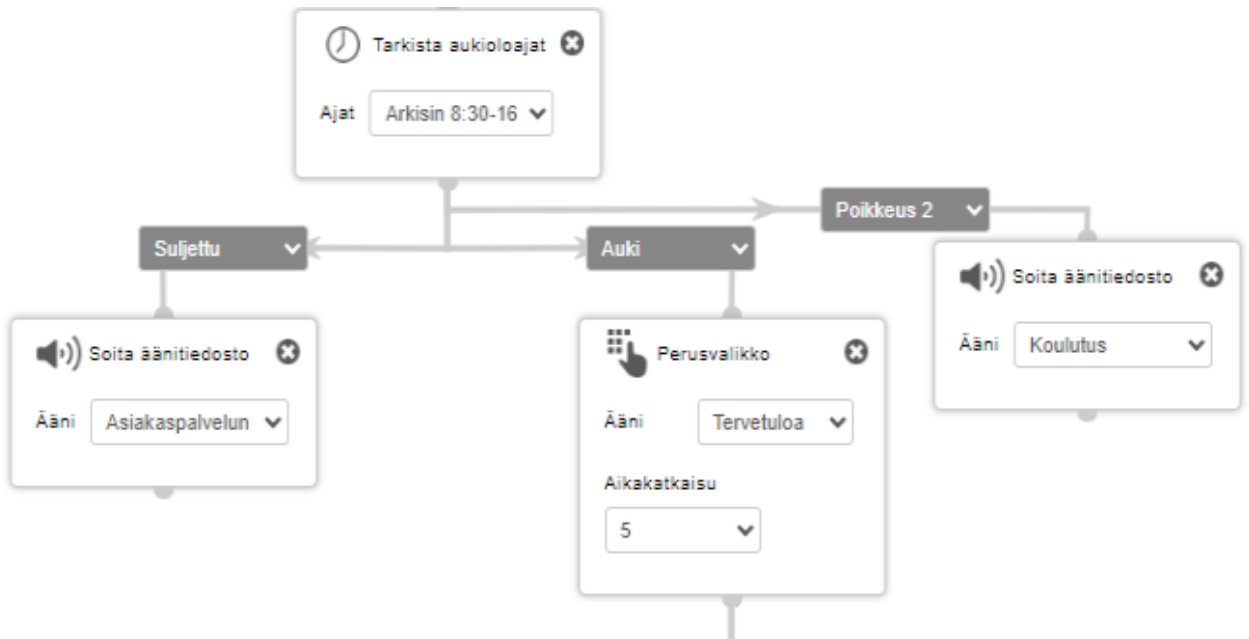 Tarkista aukioloajat
Ajat Arkisin 8:30-16
Poikkeus 2
Suljettu
Auki
Soita äänitiedosto
Ääni Koulutus
Soita äänitiedosto
Ääni Asiakaspalvelun
Perusvalikko
Ääni Tervetuloa
Aikakatkaisu
5